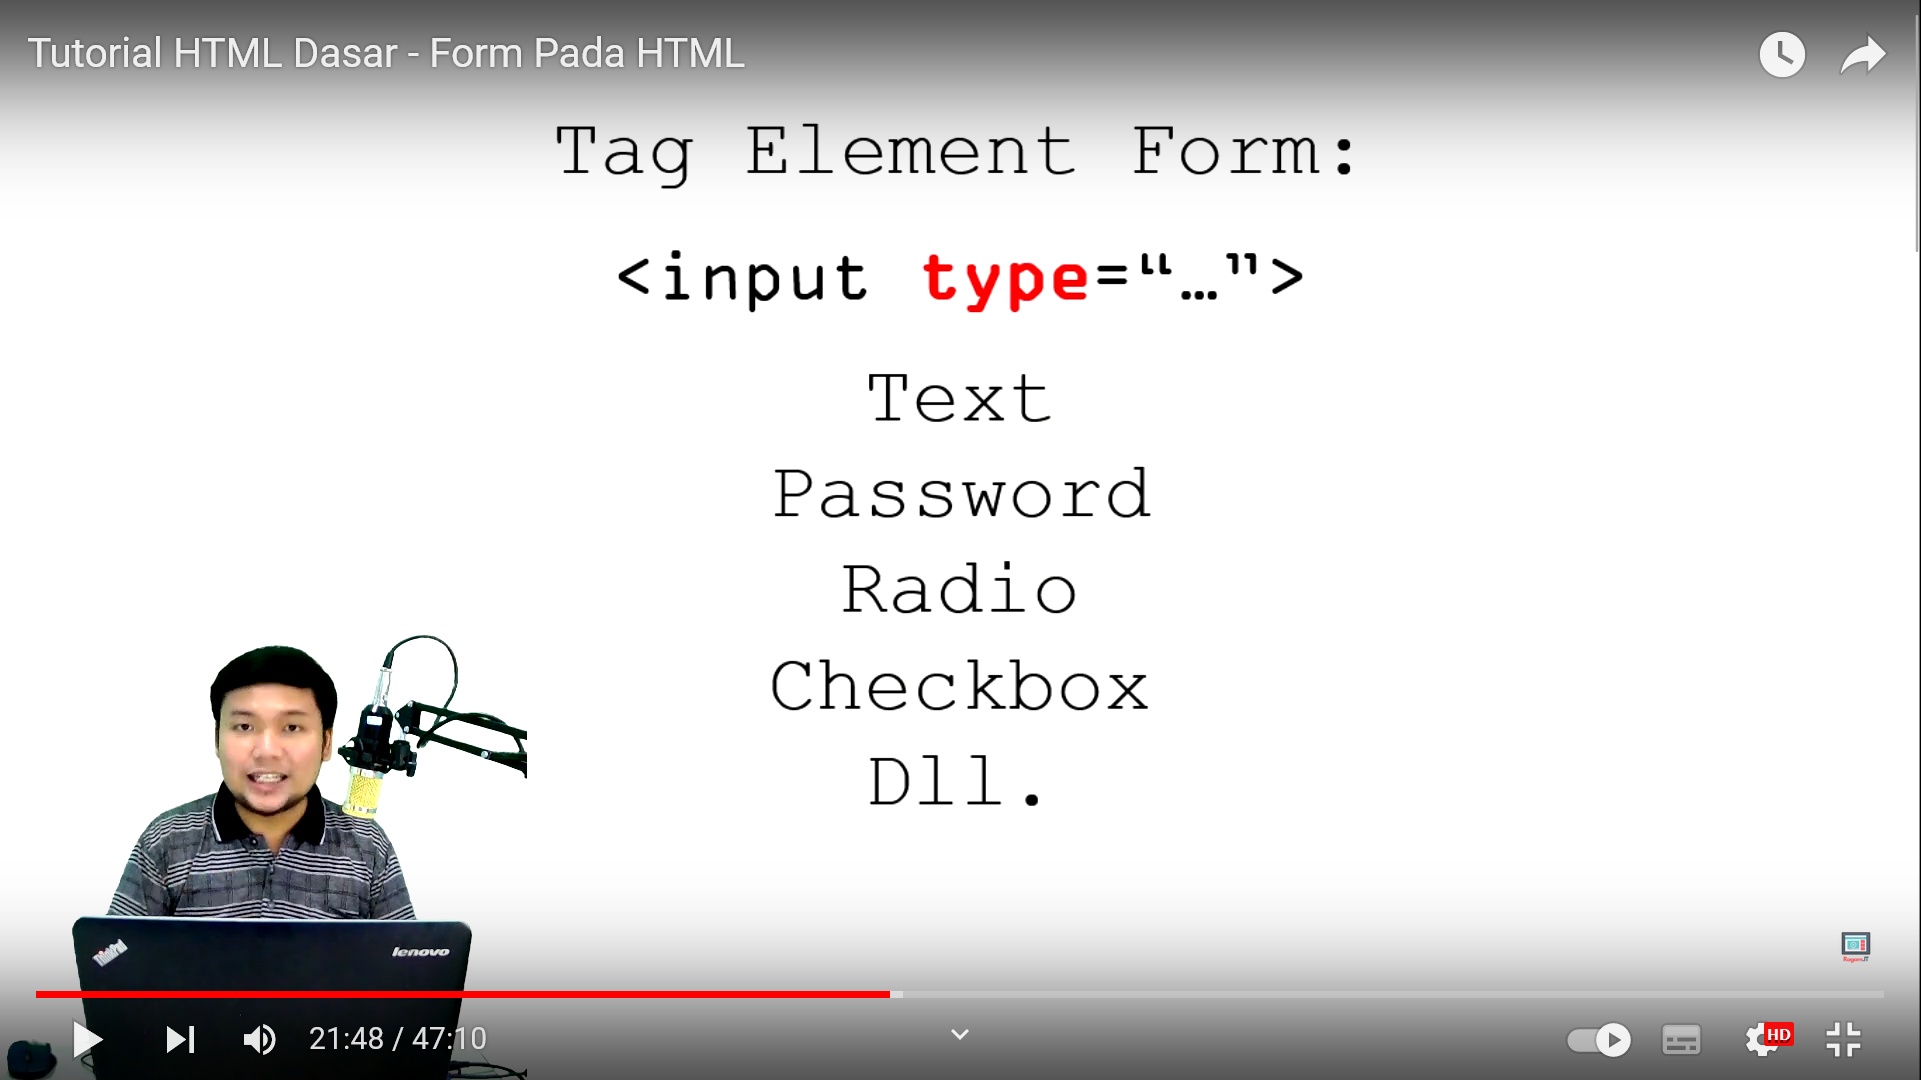 Tutorial HTML Dasar - Form Pada HTML
Tag Element Form:
<input type=“…”>
Text
Password
Radio
Checkbox
Dll.
ThinkPad
lenovo
21:48 / 47:10
HD